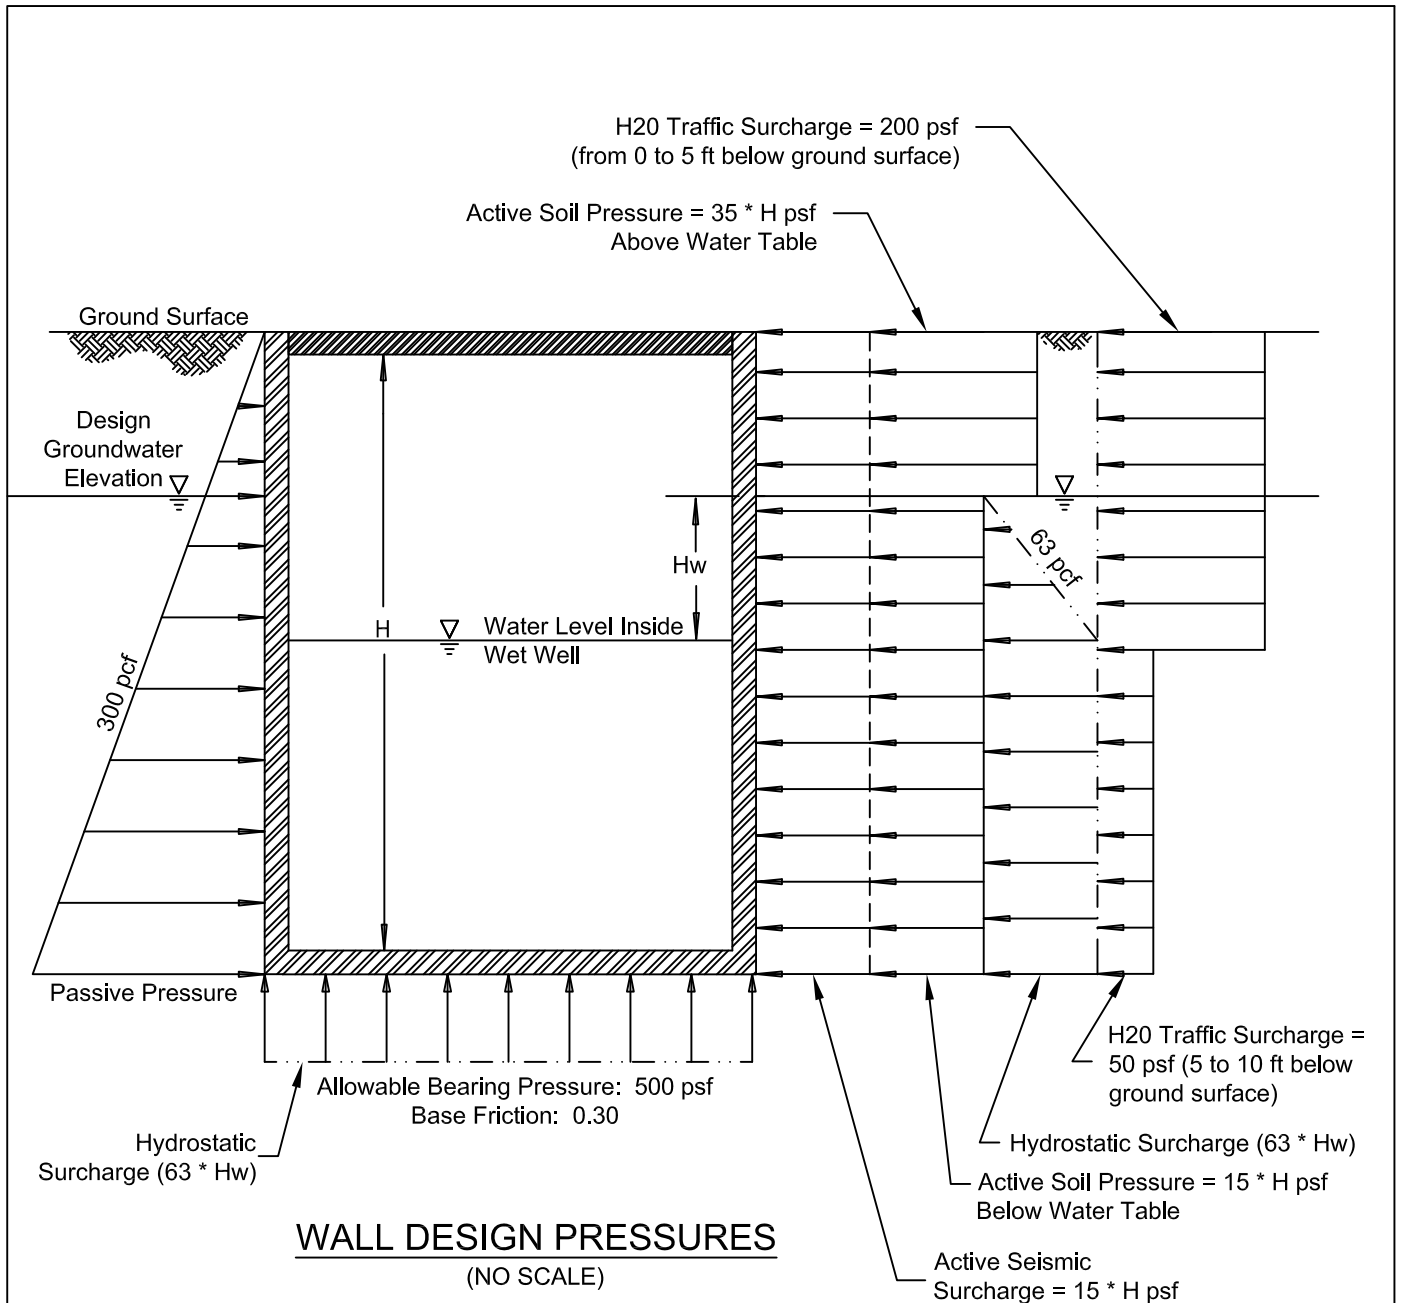 H20 Traffic Surcharge = 200 psf
(from 0 to 5 ft below ground surface)
Active Soil Pressure = 35 * H psf
Above Water Table
Ground Surface
Design
Groundwater
Elevation
Hw
63 pcf
H
Water Level Inside
Wet Well
300 pcf
Passive Pressure
Allowable Bearing Pressure: 500 psf
Base Friction: 0.30
H20 Traffic Surcharge =
50 psf (5 to 10 ft below
ground surface)
Hydrostatic
Surcharge (63 * Hw)
Hydrostatic Surcharge (63 * Hw)
Active Soil Pressure = 15 * H psf
Below Water Table
WALL DESIGN PRESSURES
(NO SCALE)
Active Seismic
Surcharge = 15 * H psf